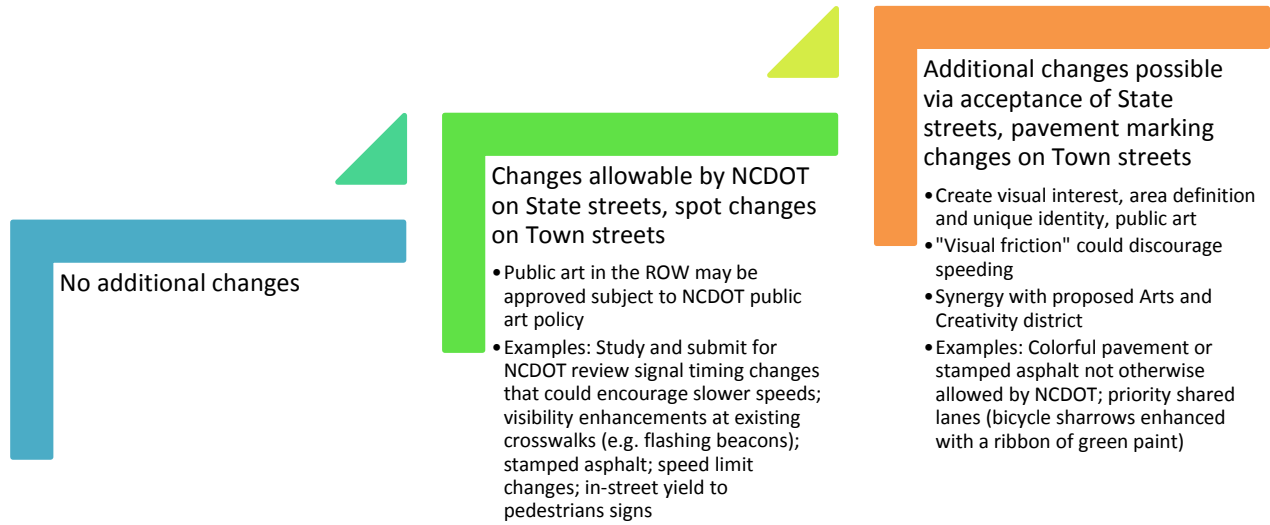 No additional changes
Changes allowable by NCDOT
on State streets, spot changes
on Town streets
•Public art in the ROW may be
approved subject to NCDOT public
art policy
•Examples: Study and submit for
NCDOT review signal timing changes
that could encourage slower speeds;
visibility enhancements at existing
crosswalks (e.g. flashing beacons);
stamped asphalt; speed limit
changes; in-street yield to
pedestrians signs
Additional changes possible
via acceptance of State
streets, pavement marking
changes on Town streets
•Create visual interest, area definition
and unique identity, public art
•"Visual friction" could discourage
speeding
•Synergy with proposed Arts and
Creativity district
•Examples: Colorful pavement or
stamped asphalt not otherwise
allowed by NCDOT; priority shared
lanes (bicycle sharrows enhanced
with a ribbon of green paint)